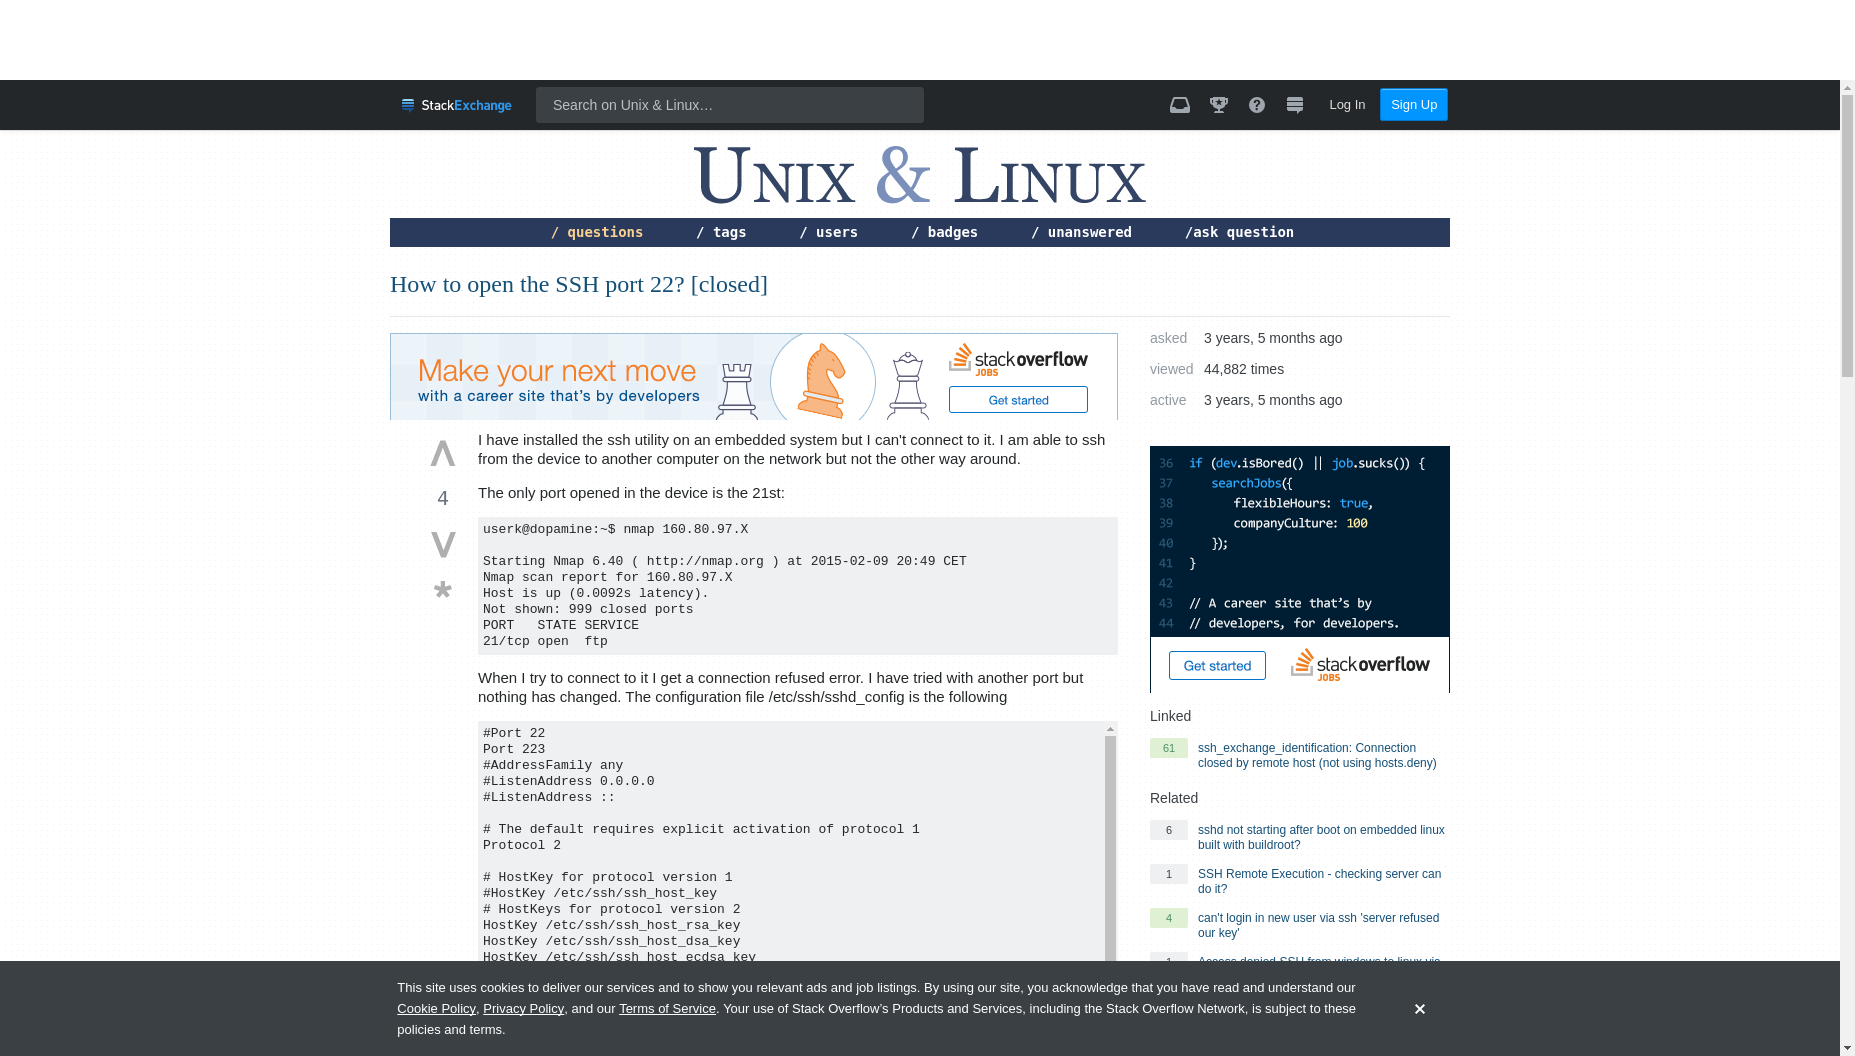 StackExchange
Search on Unix & Linux…
Log In
Sign Up
UNIX & LINUX
/ questions
/ tags
/ users
/ badges
/ unanswered
/ask question
How to open the SSH port 22? [closed]
Make your next move
with a career site that's by developers
stackoverflow
JOBS
Get started
asked 3 years, 5 months ago
viewed 44,882 times
active 3 years, 5 months ago
4
I have installed the ssh utility on an embedded system but I can't connect to it. I am able to ssh
from the device to another computer on the network but not the other way around.
The only port opened in the device is the 21st:
userk@dopamine:~$ nmap 160.80.97.X
Starting Nmap 6.40 ( http://nmap.org ) at 2015-02-09 20:49 CET
Nmap scan report for 160.80.97.X
Host is up (0.0092s latency).
Not shown: 999 closed ports
PORT   STATE SERVICE
21/tcp open  ftp
When I try to connect to it I get a connection refused error. I have tried with another port but
nothing has changed. The configuration file /etc/ssh/sshd_config is the following
#Port 22
Port 223
#AddressFamily any
#ListenAddress 0.0.0.0
#ListenAddress ::
# The default requires explicit activation of protocol 1
Protocol 2
# HostKey for protocol version 1
#HostKey /etc/ssh/ssh_host_key
# HostKeys for protocol version 2
HostKey /etc/ssh/ssh_host_rsa_key
HostKey /etc/ssh/ssh_host_dsa_key
HostKey /etc/ssh/ssh_host_ecdsa_key
36 if (dev.isBored() || job.sucks()) {
37 searchJobs({
38 flexibleHours: true,
39 companyCulture: 100
40 });
41 }
42
43 // A career site that's by
44 // developers, for developers.
Get started
stackoverflow
JOBS
Linked
61 ssh_exchange_identification: Connection
closed by remote host (not using hosts.deny)
Related
6 sshd not starting after boot on embedded linux
built with buildroot?
1 SSH Remote Execution - checking server can
do it?
4 can't login in new user via ssh 'server refused
our key'
1 Access denied SSH from windows to linux via
This site uses cookies to deliver our services and to show you relevant ads and job listings. By using our site, you acknowledge that you have read and understand our
Cookie Policy, Privacy Policy, and our Terms of Service. Your use of Stack Overflow's Products and Services, including the Stack Overflow Network, is subject to these
policies and terms.